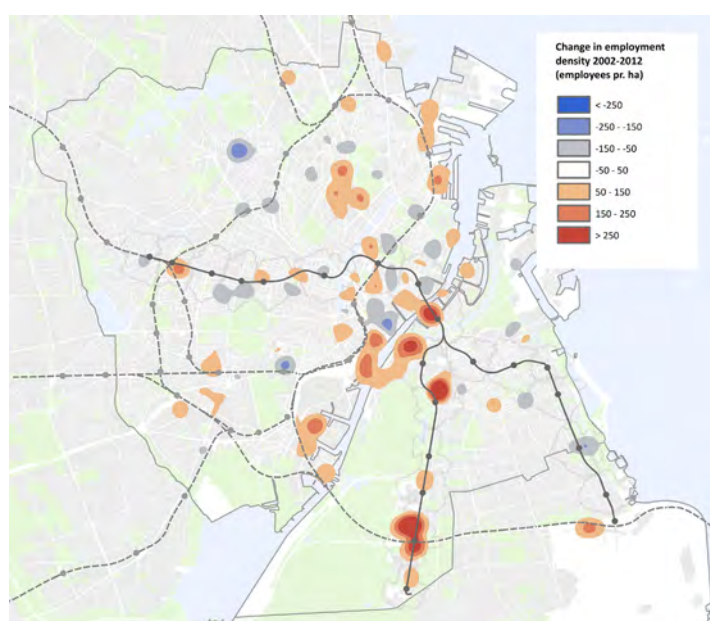 Change in employment
density 2002-2012
(employees pr. ha)
< -250
-250 - -150
-150 - -50
-50 - 50
50 - 150
150 - 250
> 250